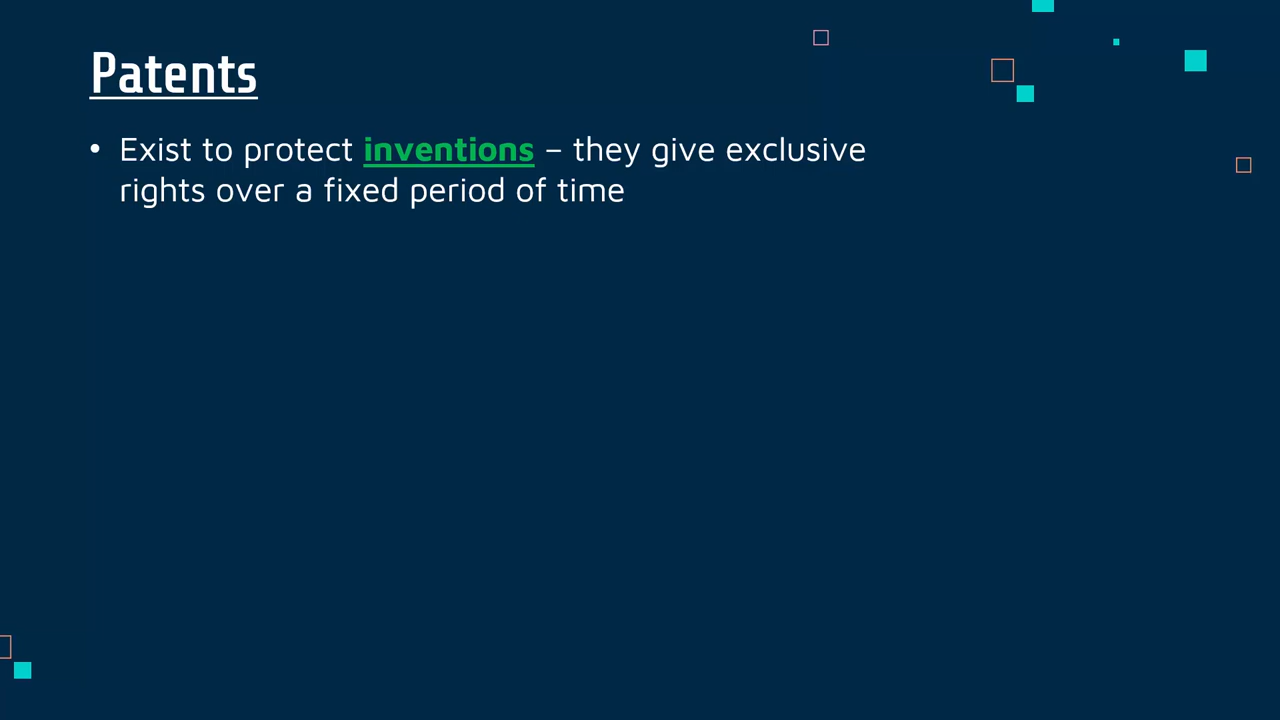 Patents
• Exist to protect inventions – they give exclusive
rights over a fixed period of time